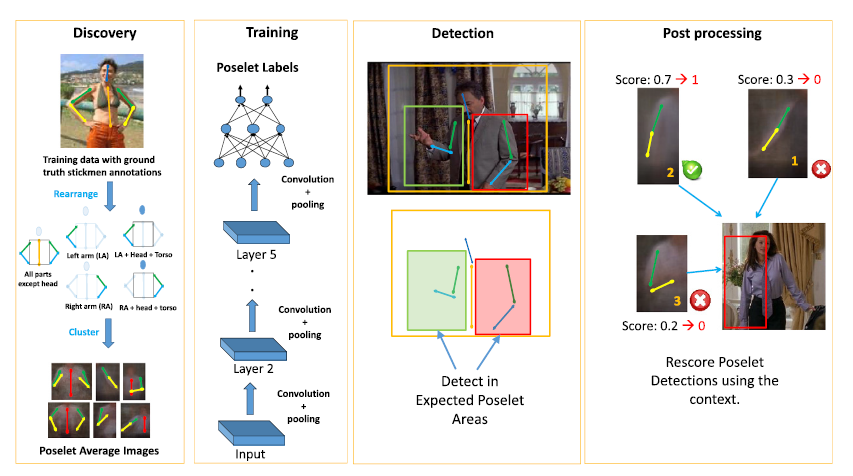 Discovery
Training data with ground
truth stickmen annotations
Rearrange
All parts
except head
Left arm (LA)
LA + Head + Torso
Right arm (RA)
RA + head + torso
Cluster
Poselet Average Images
Training
Poselet Labels
Convolution
+
pooling
Layer 5
.
.
Convolution
+
pooling
Layer 2
Convolution
+
pooling
Input
Detection
Detect in
Expected Poselet
Areas
Post processing
Score: 0.7 → 1
Score: 0.3 → 0
2
1
3
Score: 0.2 → 0
Rescore Poselet
Detections using the
context.